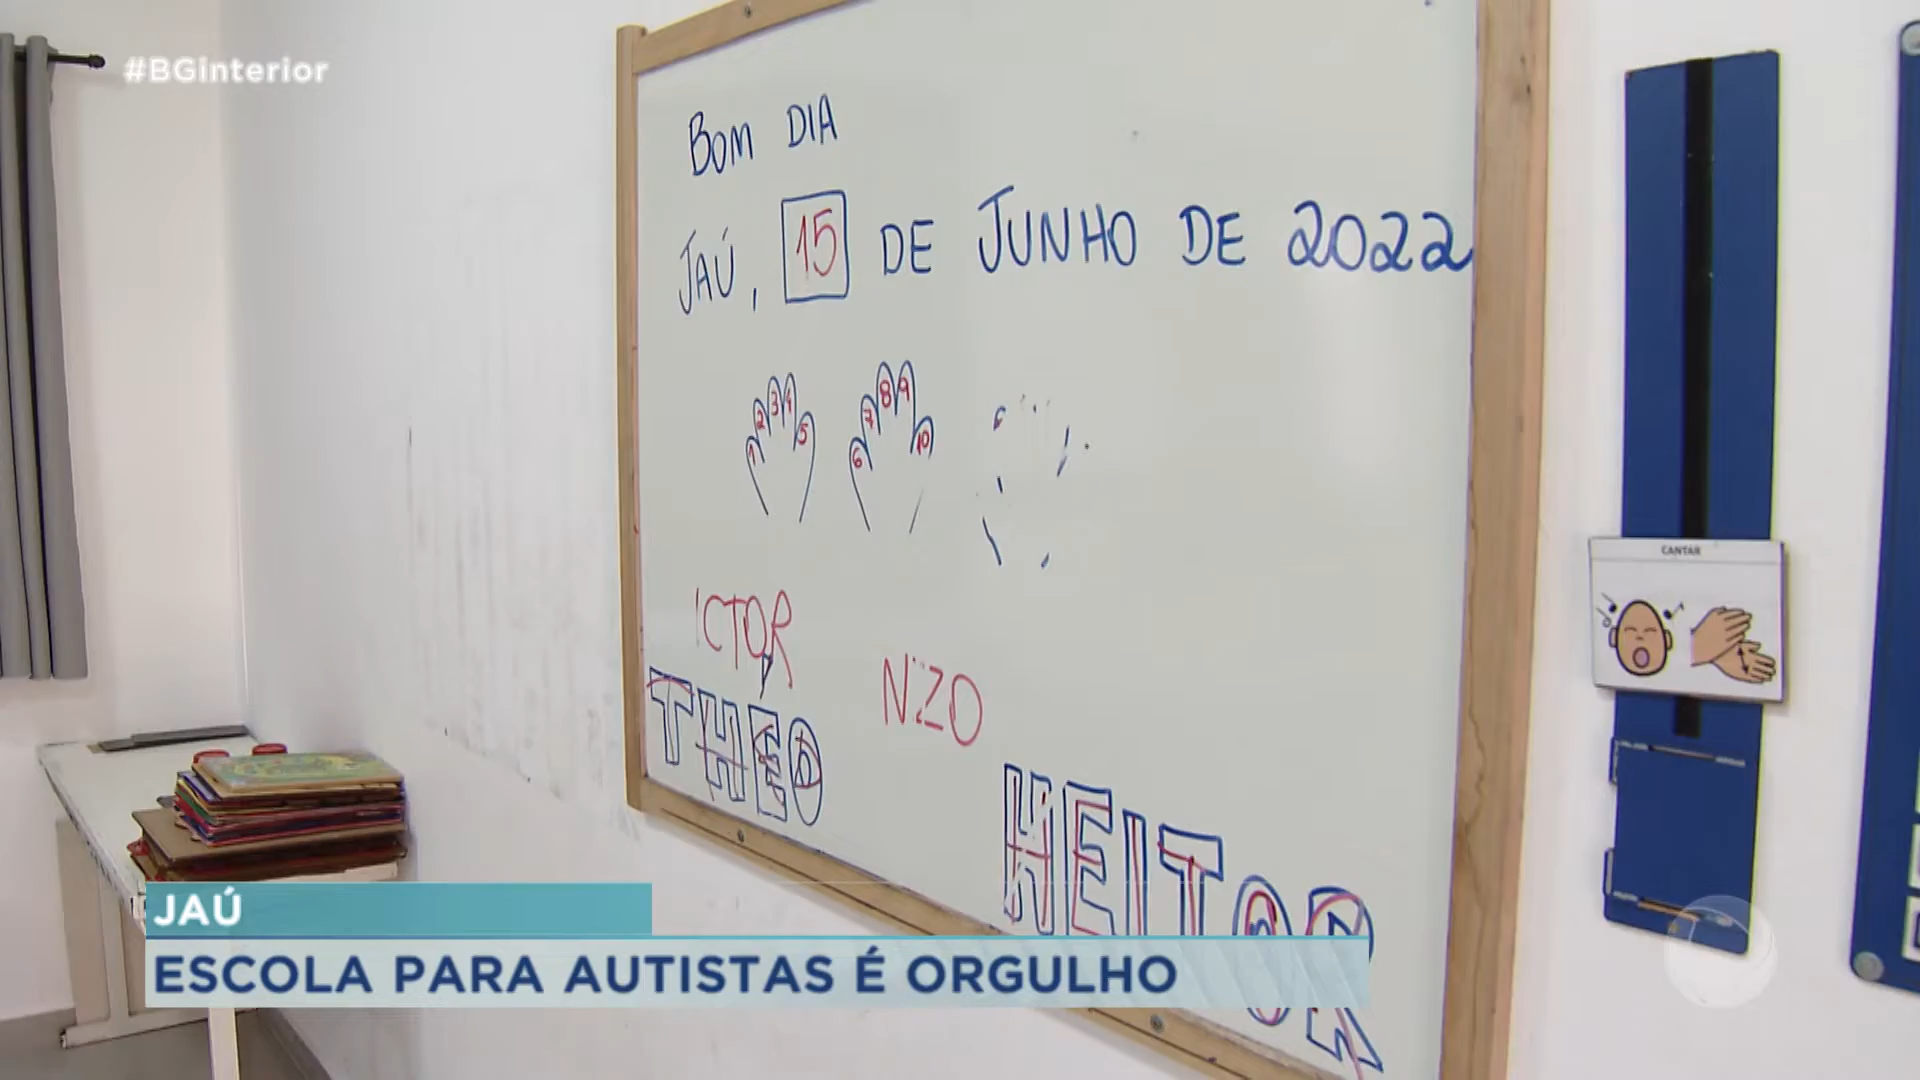 #BGInterior
BOM DIA
JAÚ, 15 DE JUNHO DE 2022
1 2 3 4 5 6 7 8 9 10
CANTAR
ICTOR
NZO
THEO
HEITOR
JAÚ
ESCOLA PARA AUTISTAS É ORGULHO